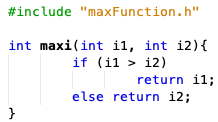 #include "maxFunction.h"
int maxi(int i1, int i2){
if (i1 > i2)
return i1;
else return i2;
}